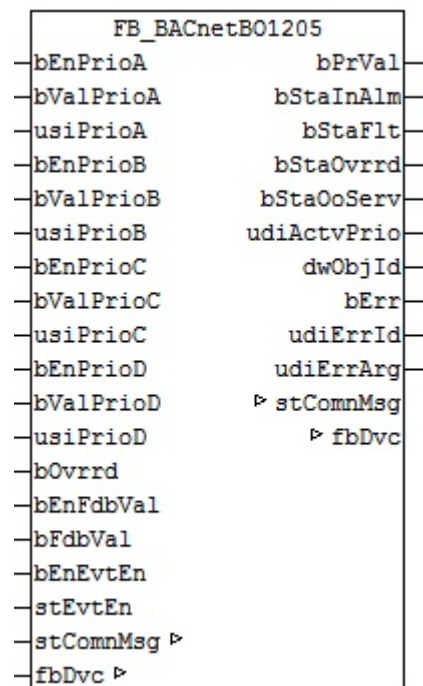 FB_BACnetBO1205
bEnPrioA bPrVal
bValPrioA bStaInAlm
usiPrioA bStaFlt
bEnPrioB bStaOvrrd
bValPrioB bStaOoServ
usiPrioB udiActvPrio
bEnPrioC dwObjId
bValPrioC bErr
usiPrioC udiErrId
bEnPrioD udiErrArg
bValPrioD ▷ stComnMsg
usiPrioD ▷ fbDvc
bOvrrd
bEnFdbVal
bFdbVal
bEnEvtEn
stEvtEn
stComnMsg ▷
fbDvc ▷